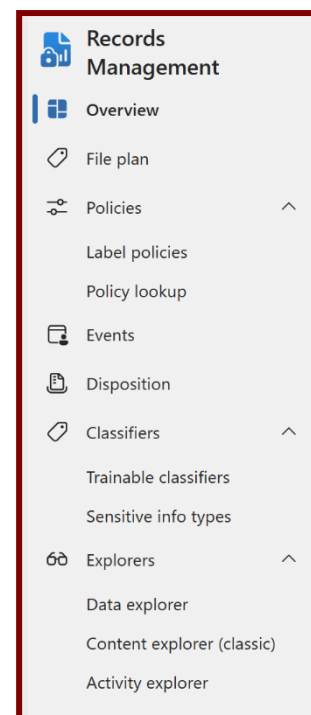 Records
Management
Overview
File plan
Policies
Label policies
Policy lookup
Events
Disposition
Classifiers
Trainable classifiers
Sensitive info types
Explorers
Data explorer
Content explorer (classic)
Activity explorer